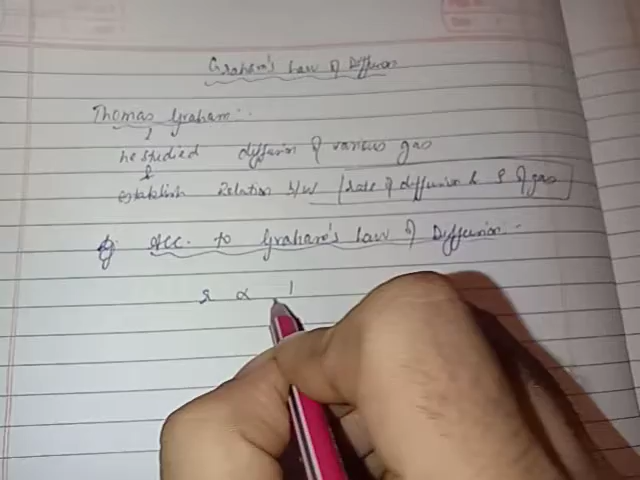 Graham's Law of Diffusion
Thomas Graham:
he studied diffusion of various gas
&
establish Relation b/w (rate of diffusion & ρ of gas)
Acc. to Graham's Law of Diffusion.
r ∝ 1